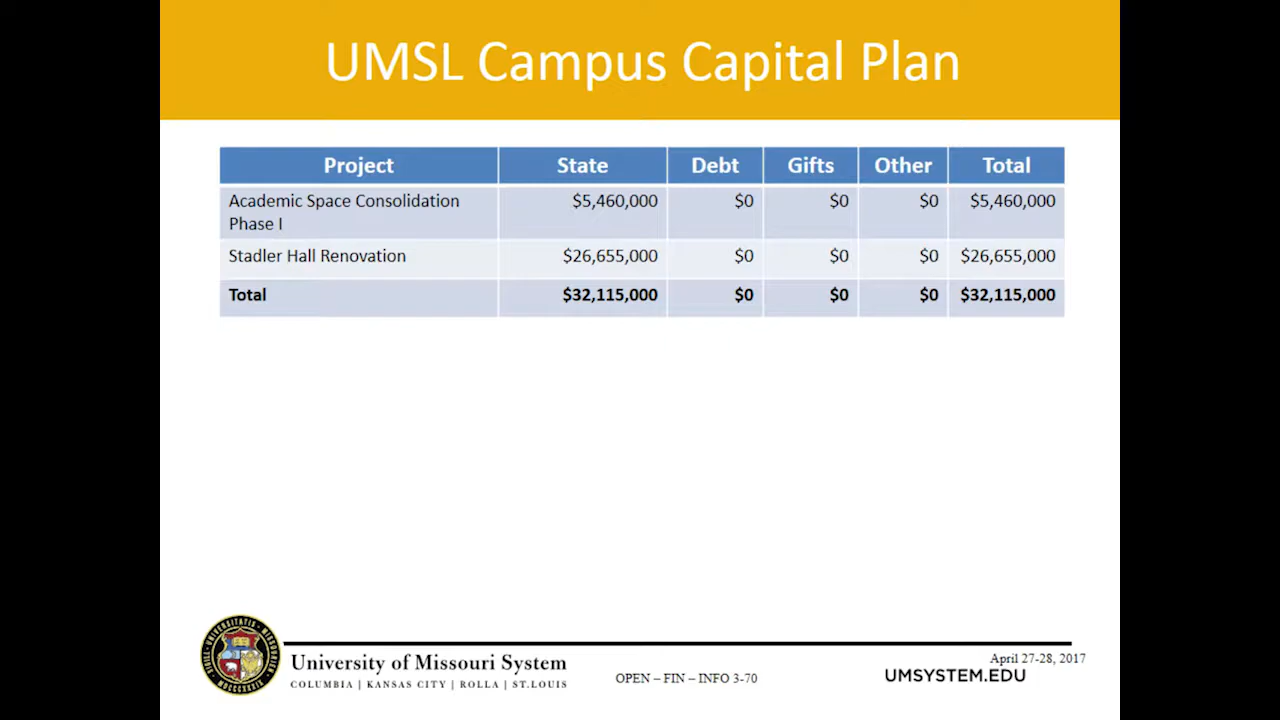 UMSL Campus Capital Plan
Project State Debt Gifts Other Total
Academic Space Consolidation Phase I $5,460,000 $0 $0 $0 $5,460,000
Stadler Hall Renovation $26,655,000 $0 $0 $0 $26,655,000
Total $32,115,000 $0 $0 $0 $32,115,000
University of Missouri System
COLUMBIA | KANSAS CITY | ROLLA | ST.LOUIS
OPEN – FIN – INFO 3-70
April 27-28, 2017
UMSYSTEM.EDU